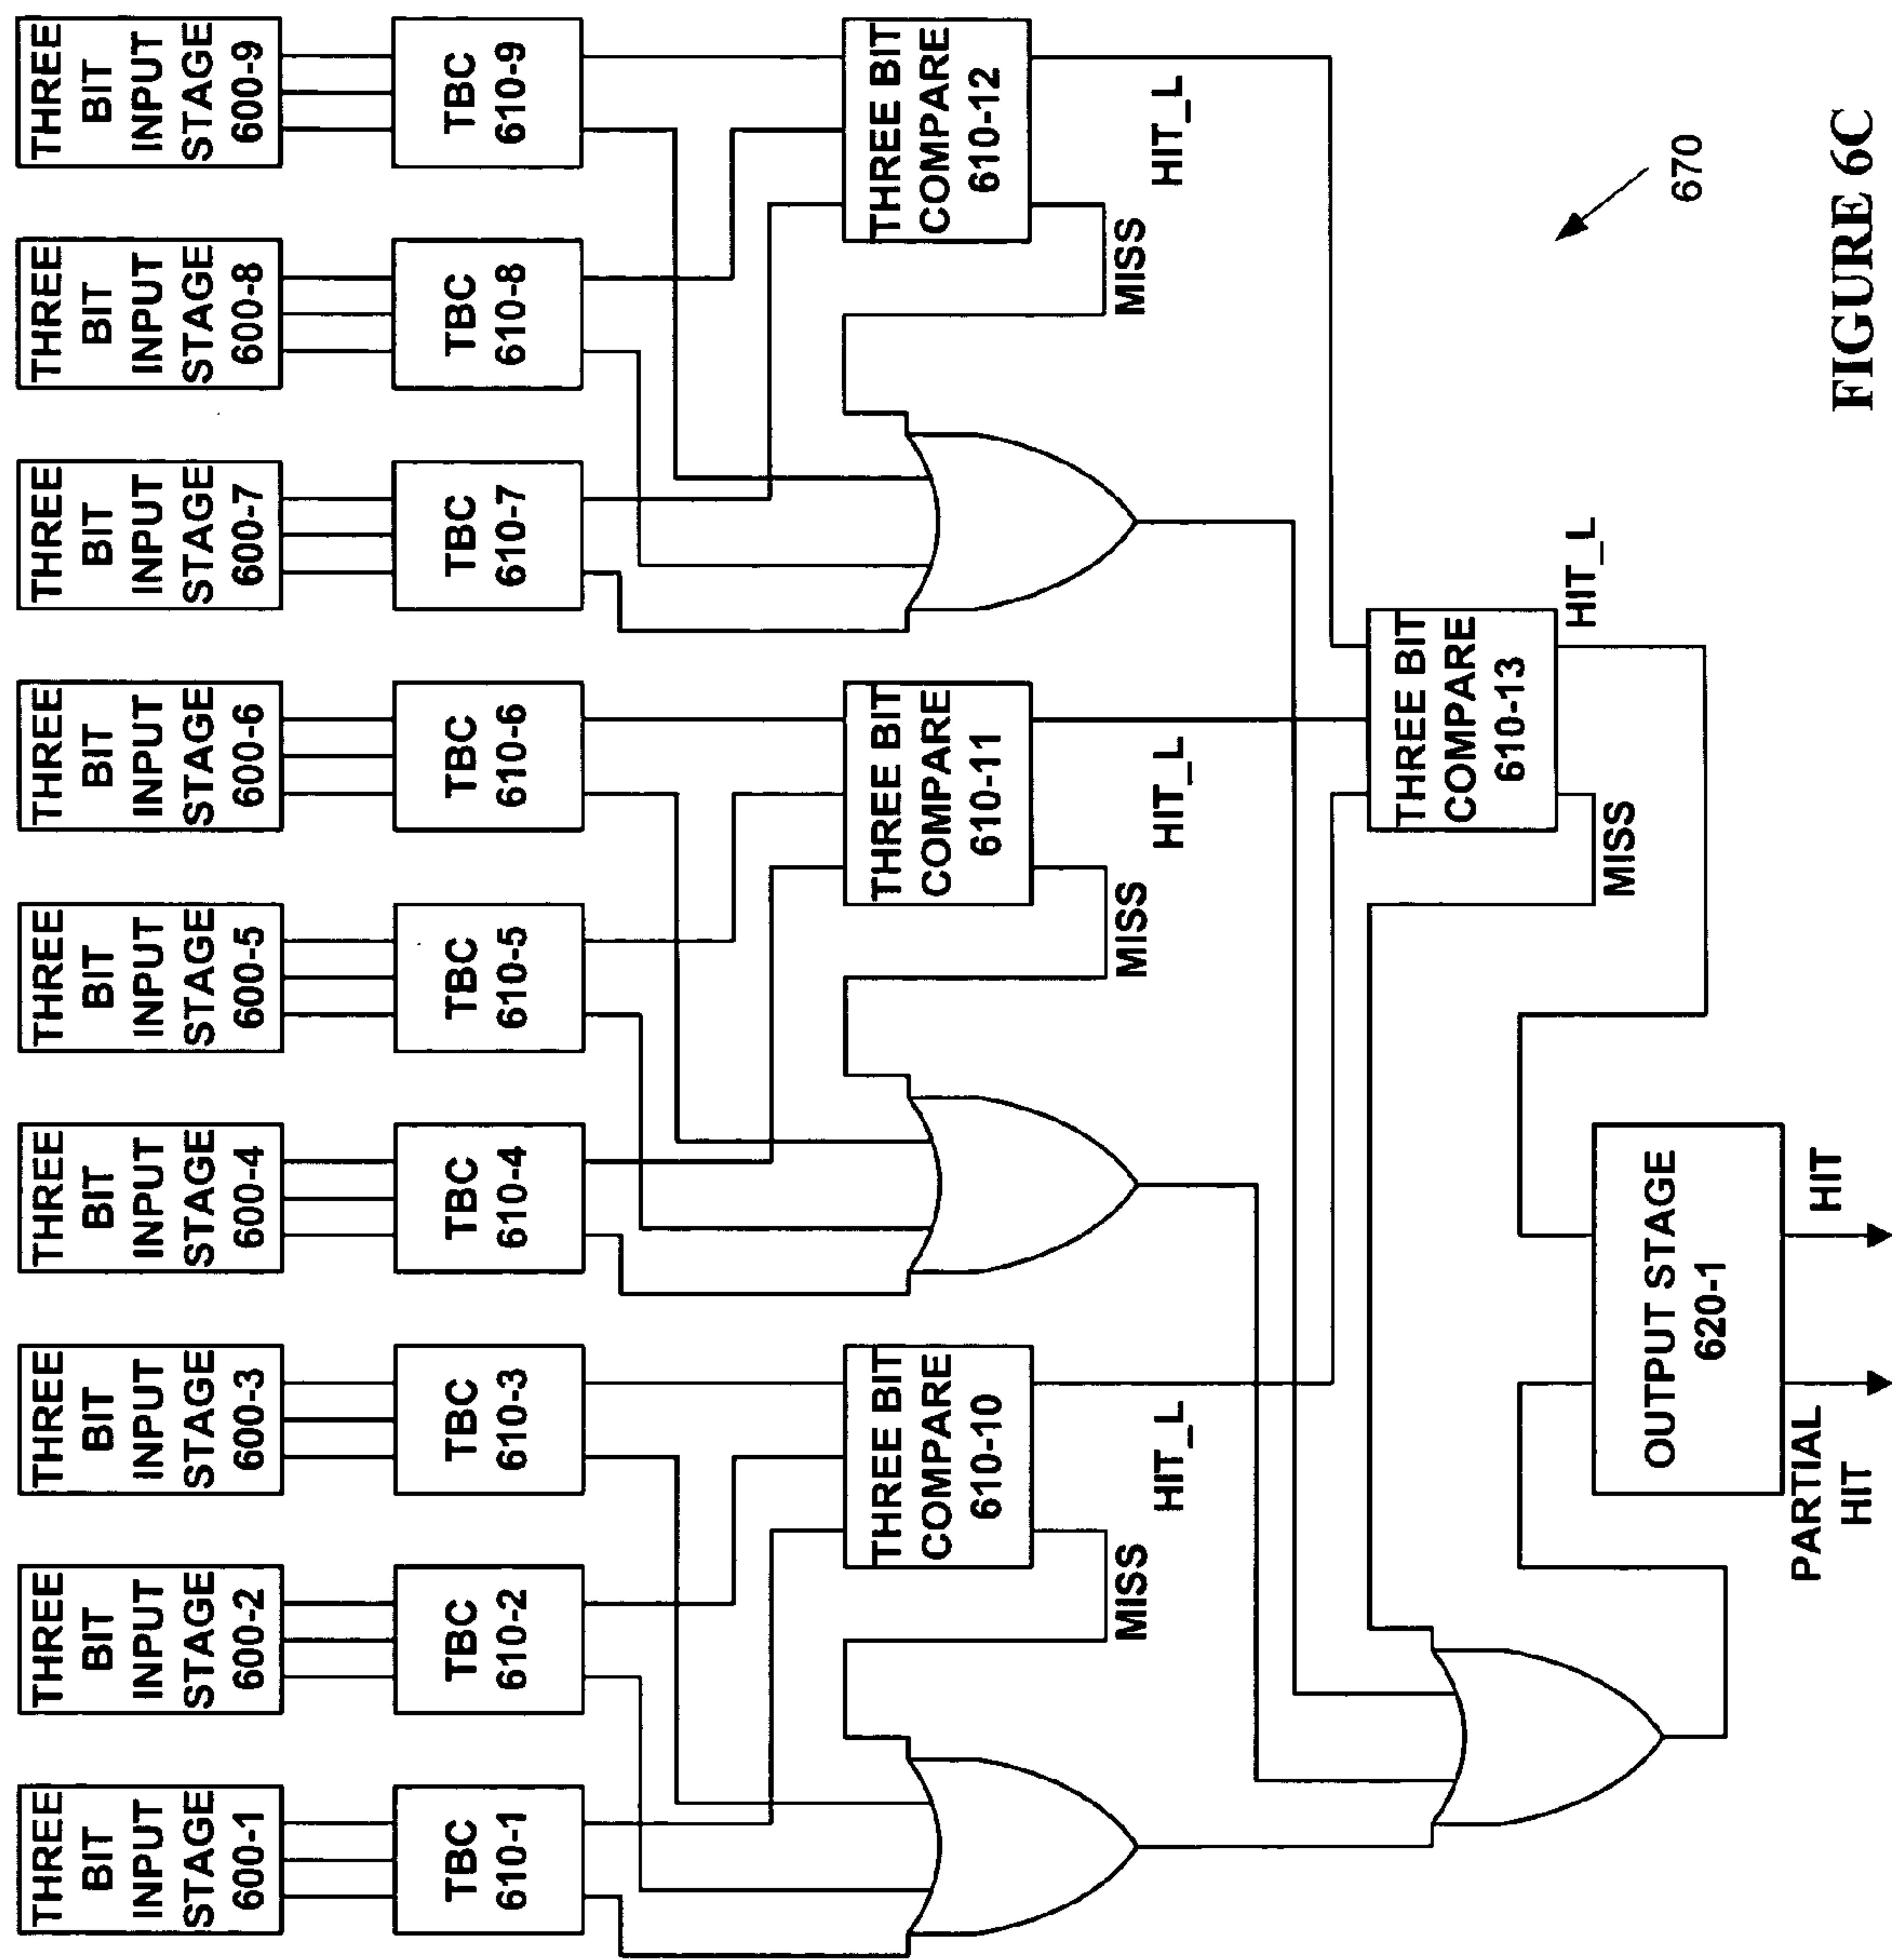 THREE
BIT
INPUT
STAGE
600-1
THREE
BIT
INPUT
STAGE
600-2
THREE
BIT
INPUT
STAGE
600-3
THREE
BIT
INPUT
STAGE
600-4
THREE
BIT
INPUT
STAGE
600-5
THREE
BIT
INPUT
STAGE
600-6
THREE
BIT
INPUT
STAGE
600-7
THREE
BIT
INPUT
STAGE
600-8
THREE
BIT
INPUT
STAGE
600-9
TBC
610-1
TBC
610-2
TBC
610-3
TBC
610-4
TBC
610-5
TBC
610-6
TBC
610-7
TBC
610-8
TBC
610-9
THREE BIT
COMPARE
610-10
THREE BIT
COMPARE
610-11
THREE BIT
COMPARE
610-12
MISS
HIT_L
MISS
HIT_L
MISS
HIT_L
THREE BIT
COMPARE
610-13
MISS
HIT_L
OUTPUT STAGE
620-1
PARTIAL
HIT
HIT
670
FIGURE 6C